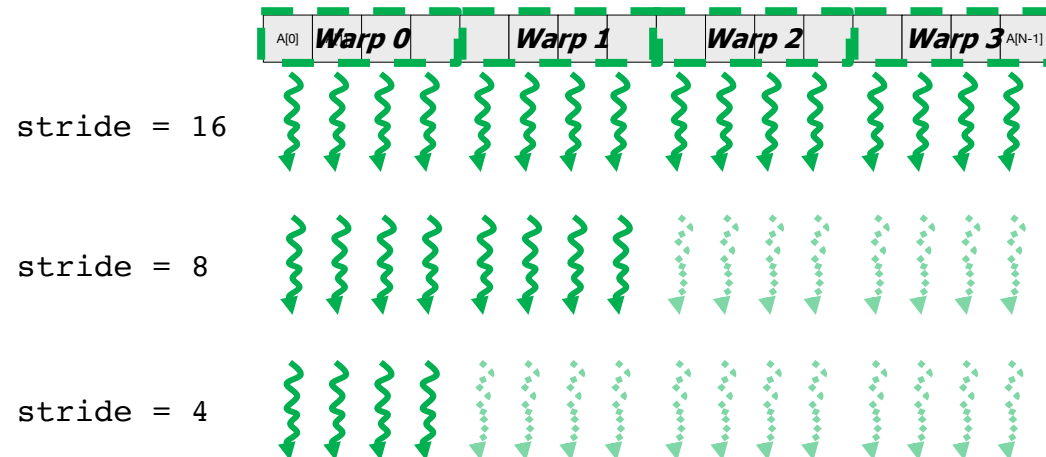 A[0] Warp 0 Warp 1 Warp 2 Warp 3 A[N-1]
stride = 16
stride = 8
stride = 4